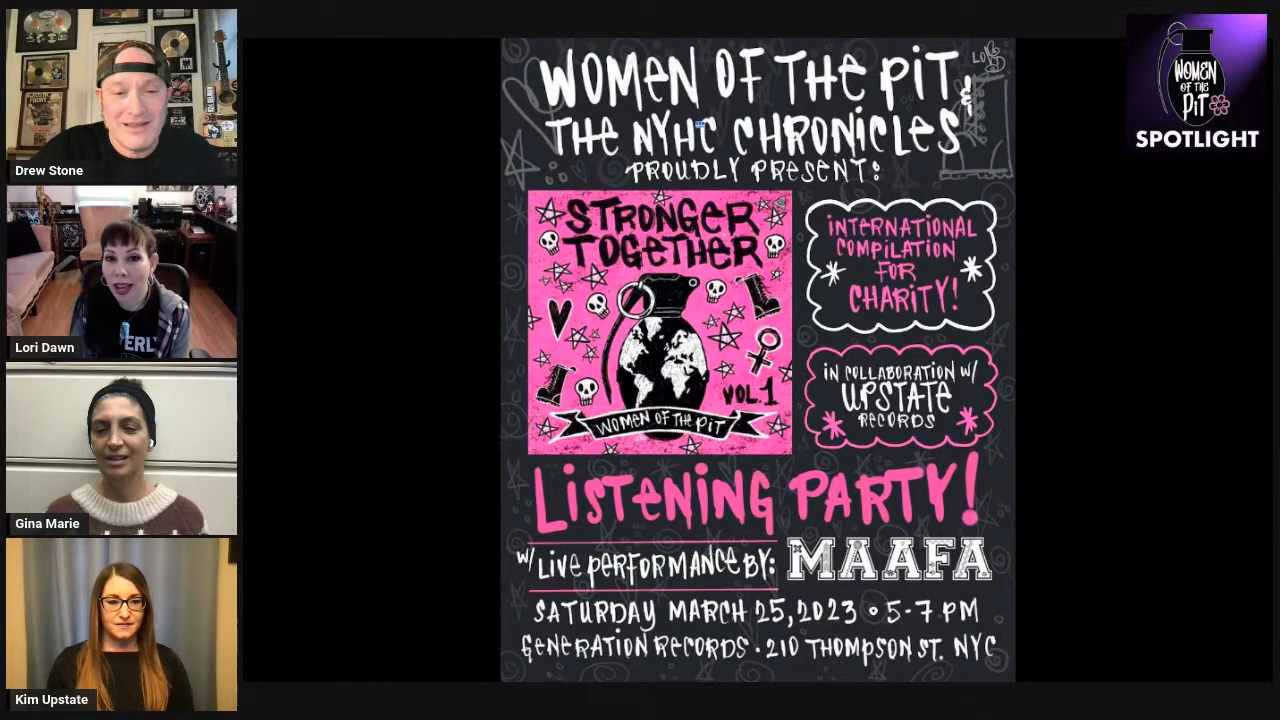 Drew Stone
Lori Dawn
ERL
Gina Marie
Kim Upstate
WOMEN OF THE PIT &
THE NYHC CHRONICLES
PROUDLY PRESENT:
LOVE
STRONGER
TOGETHER
VOL.1
WOMEN OF THE PIT
INTERNATIONAL
COMPILATION
FOR
CHARITY!
IN COLLABORATION W/
UPSTATE
RECORDS
LISTENING PARTY!
W/ LIVE PERFORMANCE BY: MAAFA
SATURDAY MARCH 25, 2023 • 5-7 PM
GENERATION RECORDS • 210 THOMPSON ST. NYC
WOMEN
OF THE
PIT
SPOTLIGHT